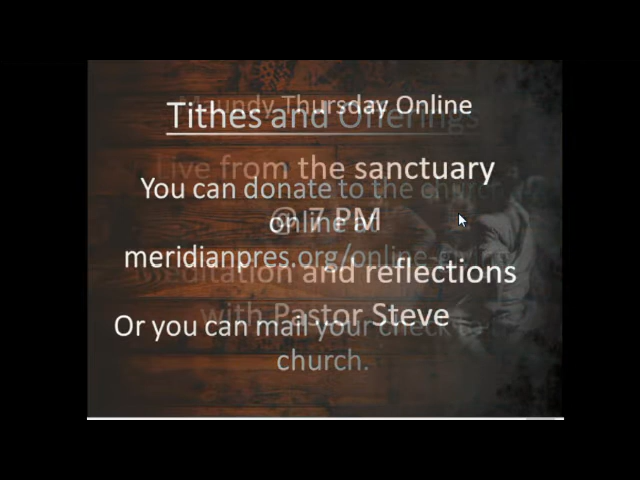 Maundy Thursday Online
Tithes and Offerings
Live from the sanctuary
You can donate to the church
@ 7 PM
online at
meridianpres.org/online-
Meditation and reflections
with Pastor Steve
Or you can mail your check
church.